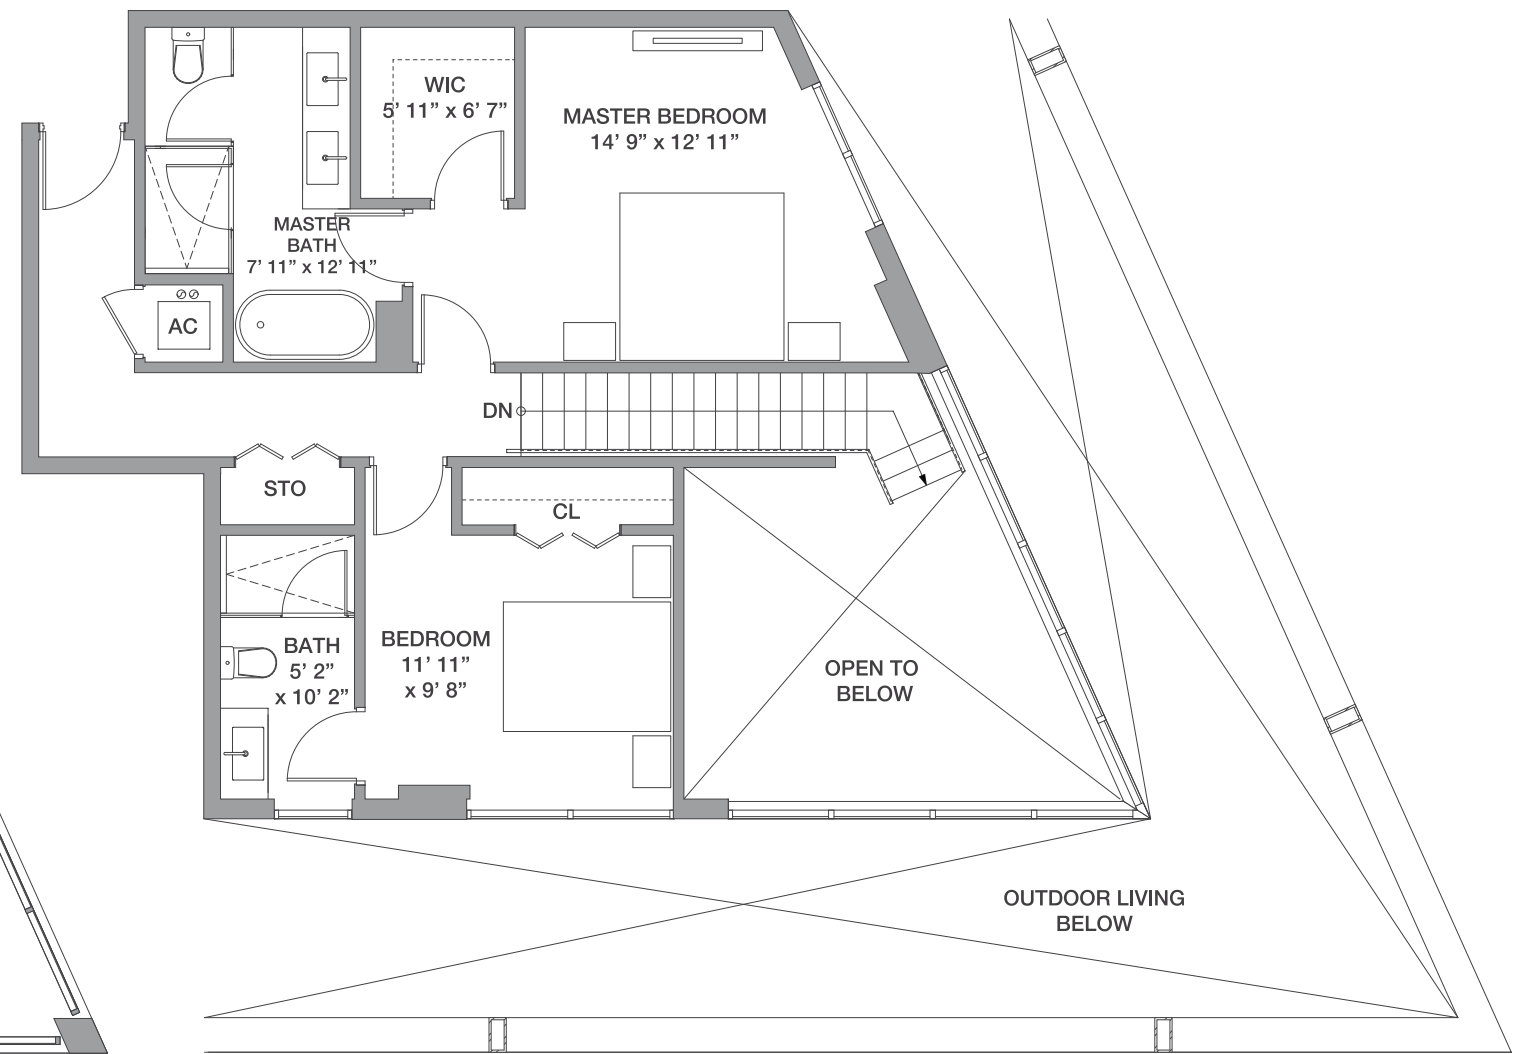 WIC
5’ 11” x 6’ 7”
MASTER BEDROOM
14’ 9” x 12’ 11”
MASTER
BATH
7’ 11” x 12’ 11”
AC
DN
STO
CL
BATH
5’ 2”
x 10’ 2”
BEDROOM
11’ 11”
x 9’ 8”
OPEN TO
BELOW
OUTDOOR LIVING
BELOW